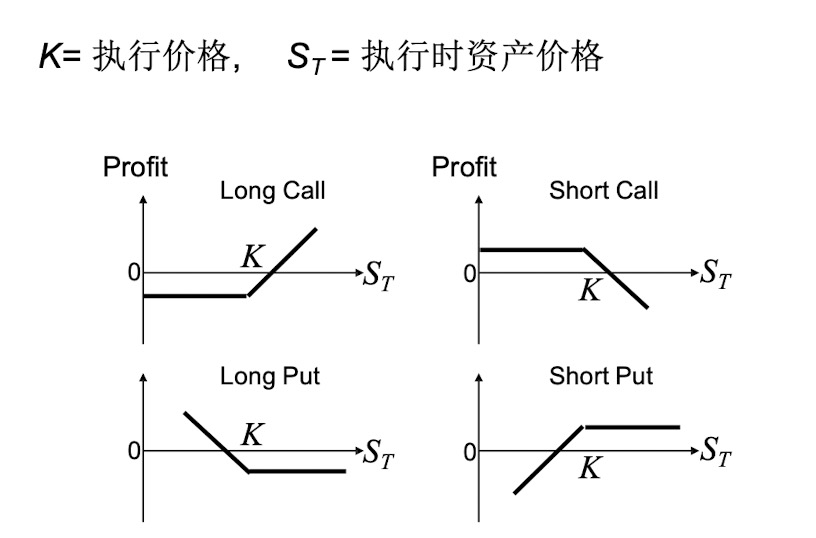 K= 执行价格, S_T = 执行时资产价格
Profit
Long Call
K
0
S_T
Profit
Short Call
0
K
S_T
Long Put
K
0
S_T
Short Put
0
K
S_T